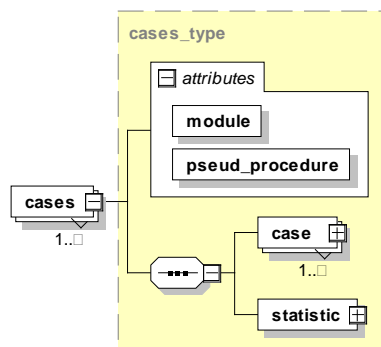 cases_type
attributes
module
pseud_procedure
cases
1..□
case
1..□
statistic